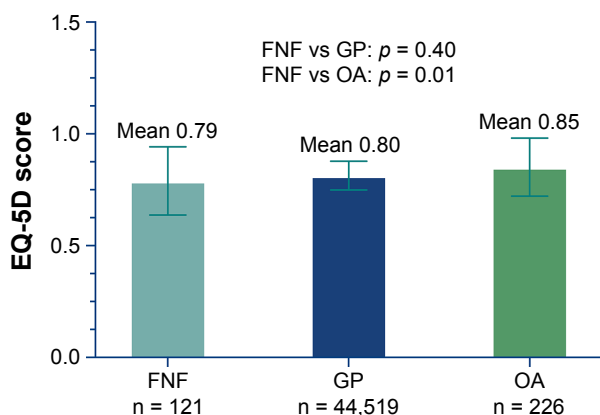 1.5
1.0
0.5
0.0
EQ-5D score
FNF vs GP: p = 0.40
FNF vs OA: p = 0.01
Mean 0.79
Mean 0.80
Mean 0.85
FNF
n = 121
GP
n = 44,519
OA
n = 226